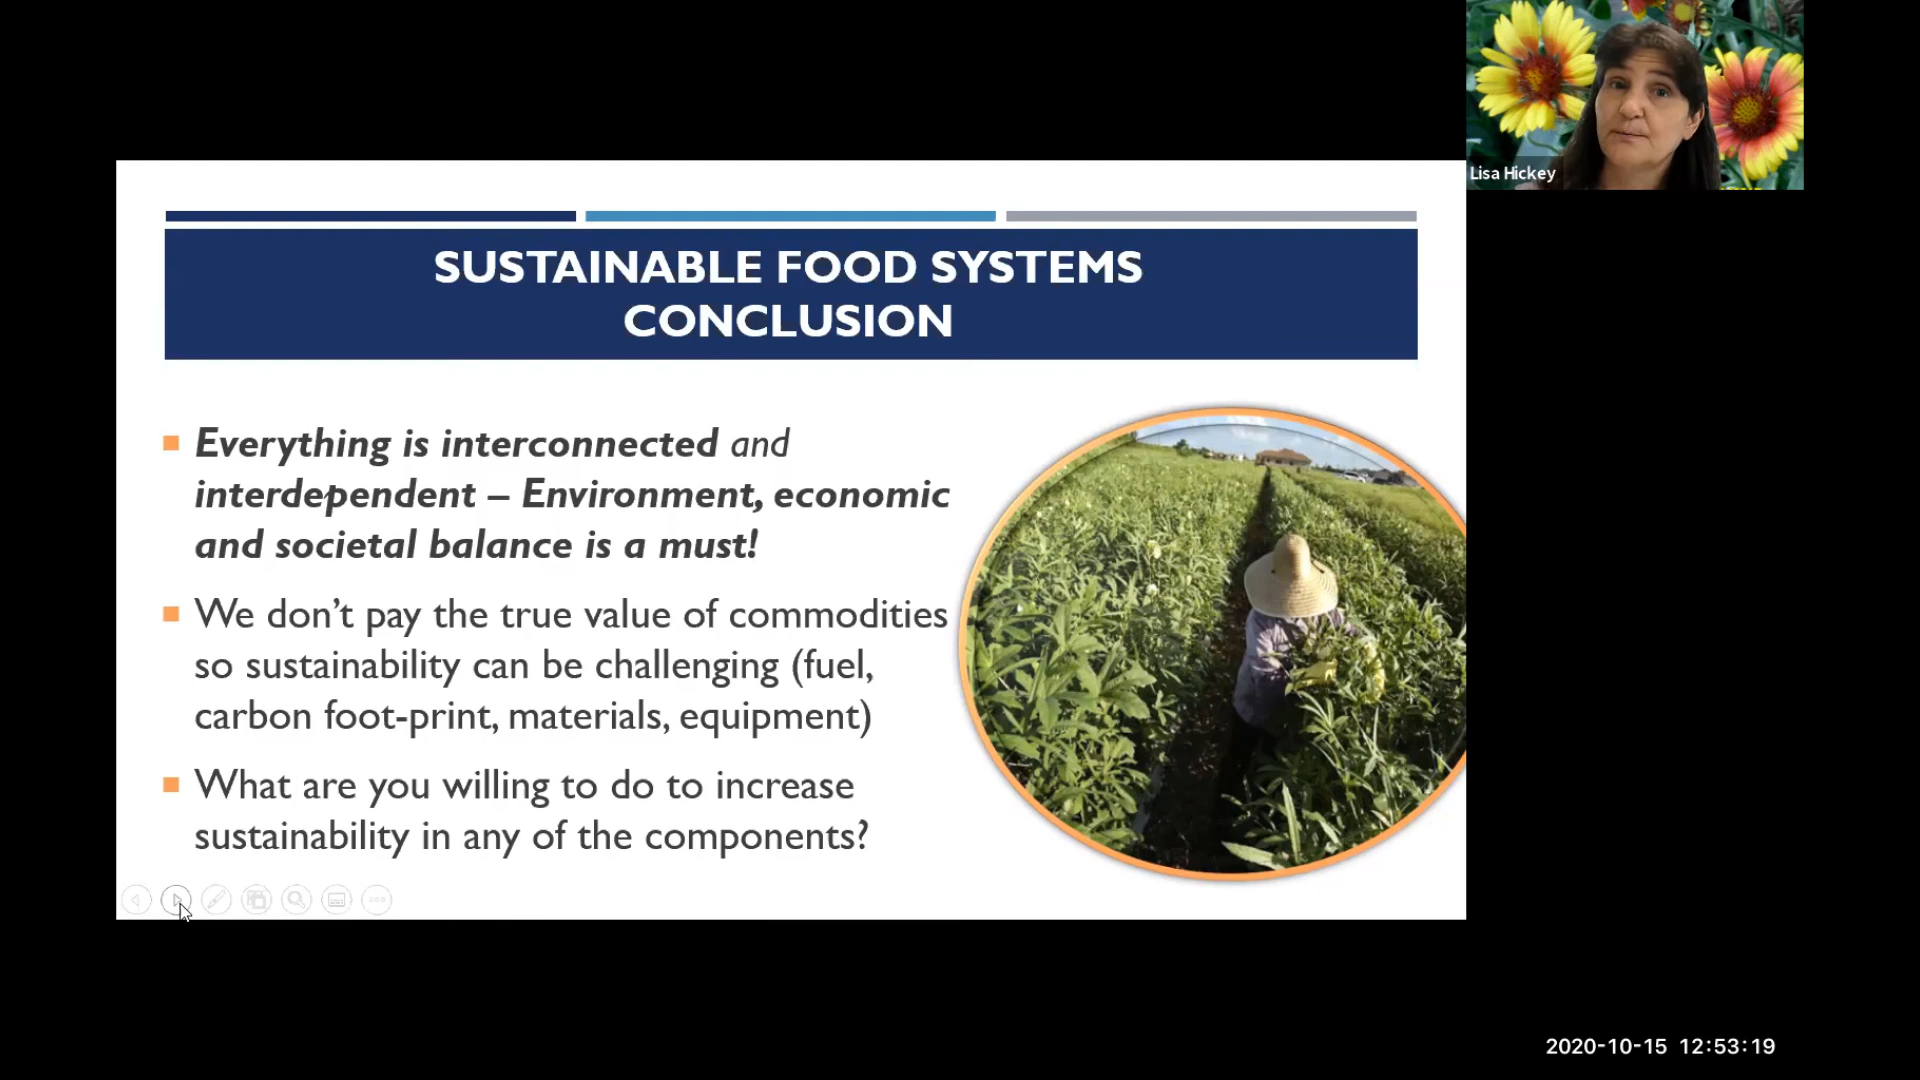 Lisa Hickey
SUSTAINABLE FOOD SYSTEMS
CONCLUSION
Everything is interconnected and
interdependent – Environment, economic
and societal balance is a must!
We don’t pay the true value of commodities
so sustainability can be challenging (fuel,
carbon foot-print, materials, equipment)
What are you willing to do to increase
sustainability in any of the components?
2020-10-15 12:53:19